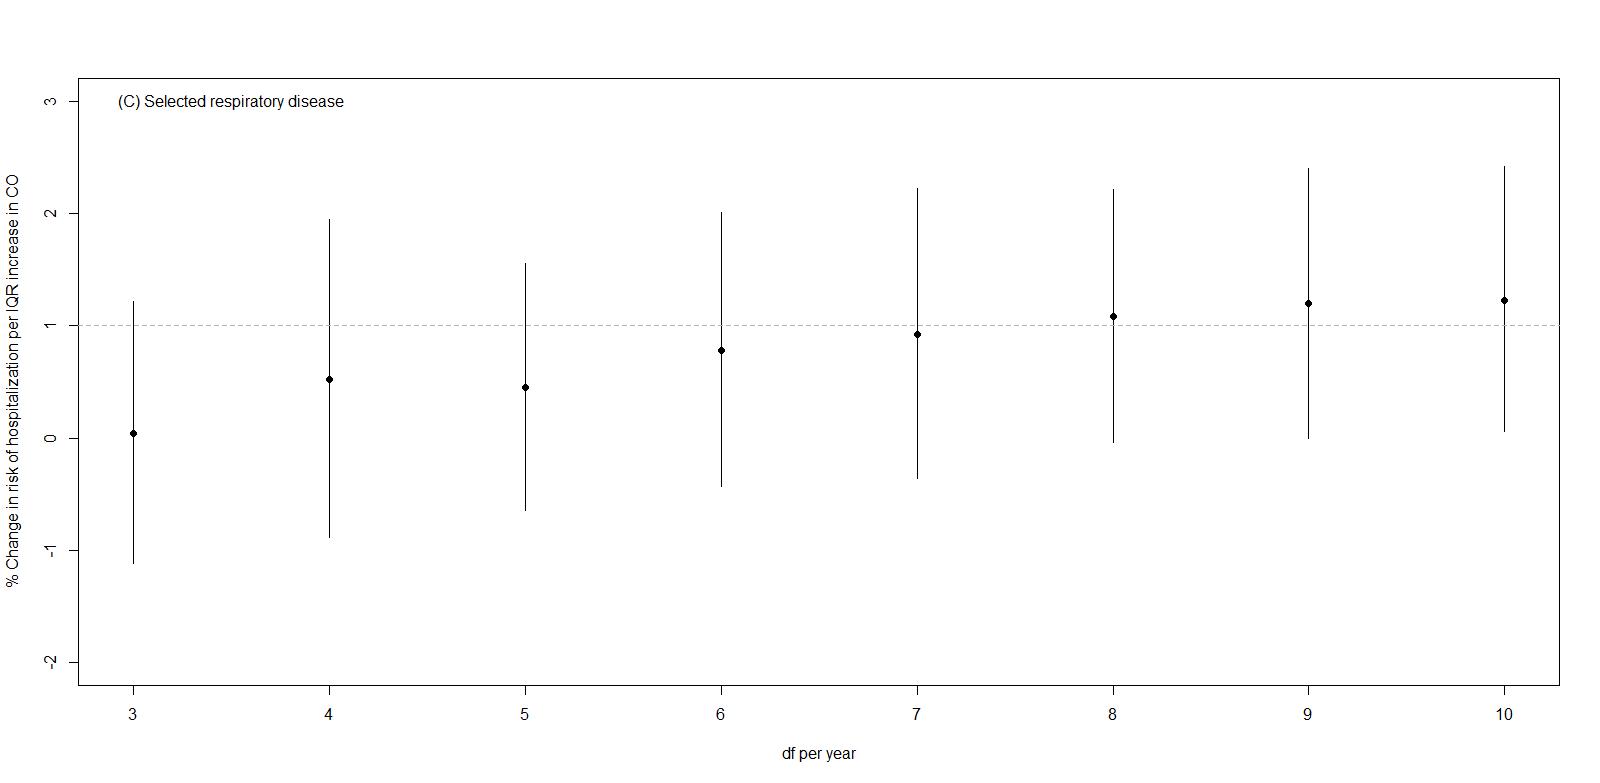 (C) Selected respiratory disease
% Change in risk of hospitalization per IQR increase in CO
3
2
1
0
-1
-2
3 4 5 6 7 8 9 10
df per year